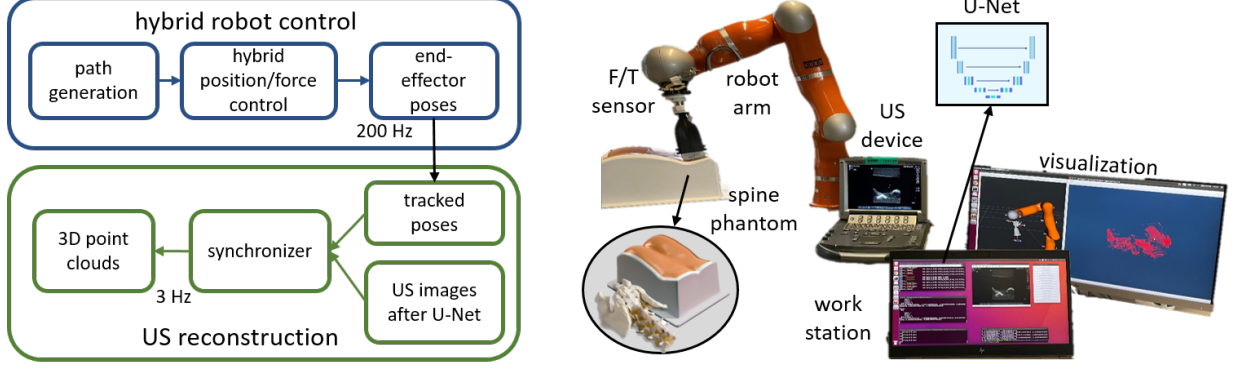 hybrid robot control
path
generation
hybrid
position/force
control
end-
effector poses
200 Hz
tracked
poses
3D point
clouds
synchronizer
3 Hz
US images
after U-Net
US reconstruction
U-Net
F/T
sensor
robot
arm
US
device
visualization
spine
phantom
work
station